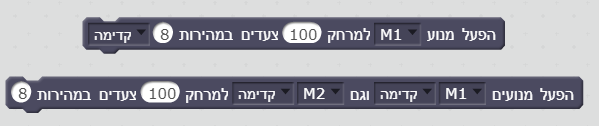 הפעל מנוע M1 למרחק 100 צעדים במהירות 8 קדימה
הפעל מנועים M1 קדימה וגם M2 קדימה למרחק 100 צעדים במהירות 8